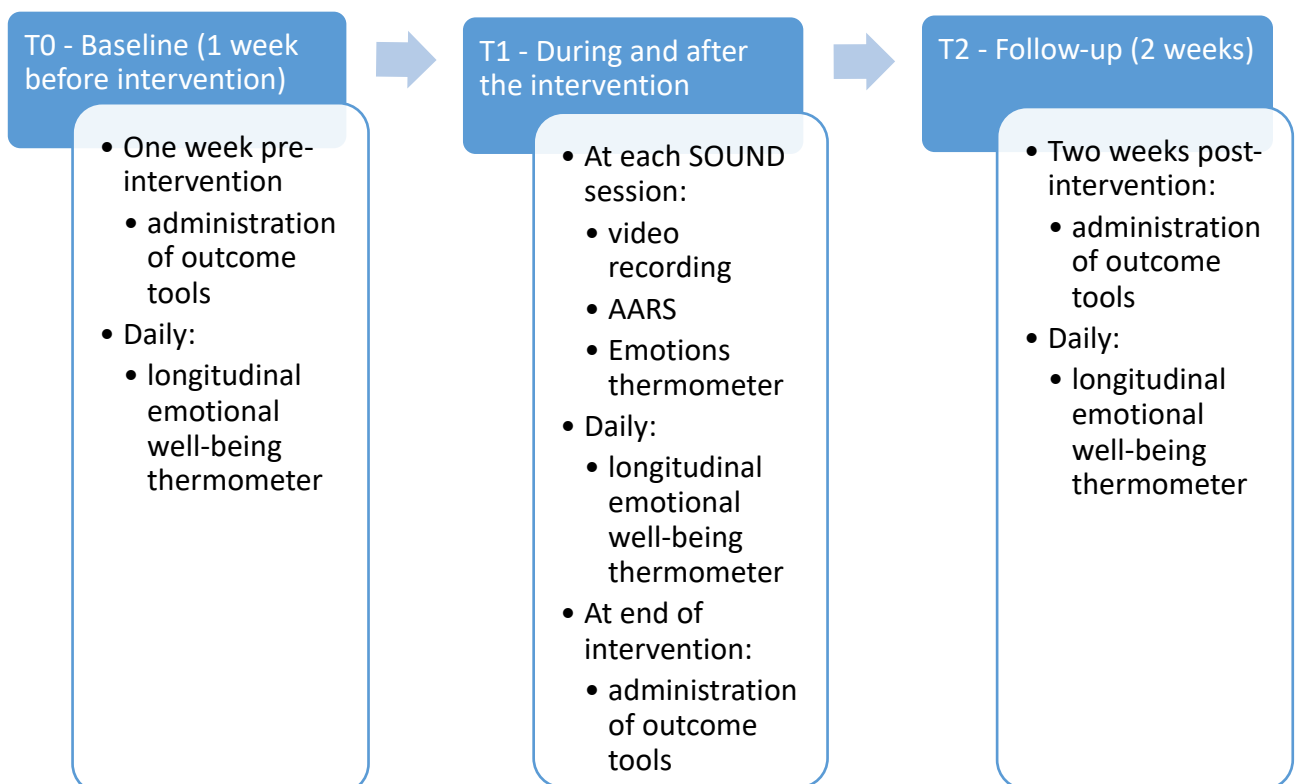 T0 - Baseline (1 week
before intervention)
• One week pre-
intervention
• administration
of outcome
tools
• Daily:
• longitudinal
emotional
well-being
thermometer
T1 - During and after
the intervention
• At each SOUND
session:
• video
recording
• AARS
• Emotions
thermometer
• Daily:
• longitudinal
emotional
well-being
thermometer
• At end of
intervention:
• administration
of outcome
tools
T2 - Follow-up (2 weeks)
• Two weeks post-
intervention:
• administration
of outcome
tools
• Daily:
• longitudinal
emotional
well-being
thermometer